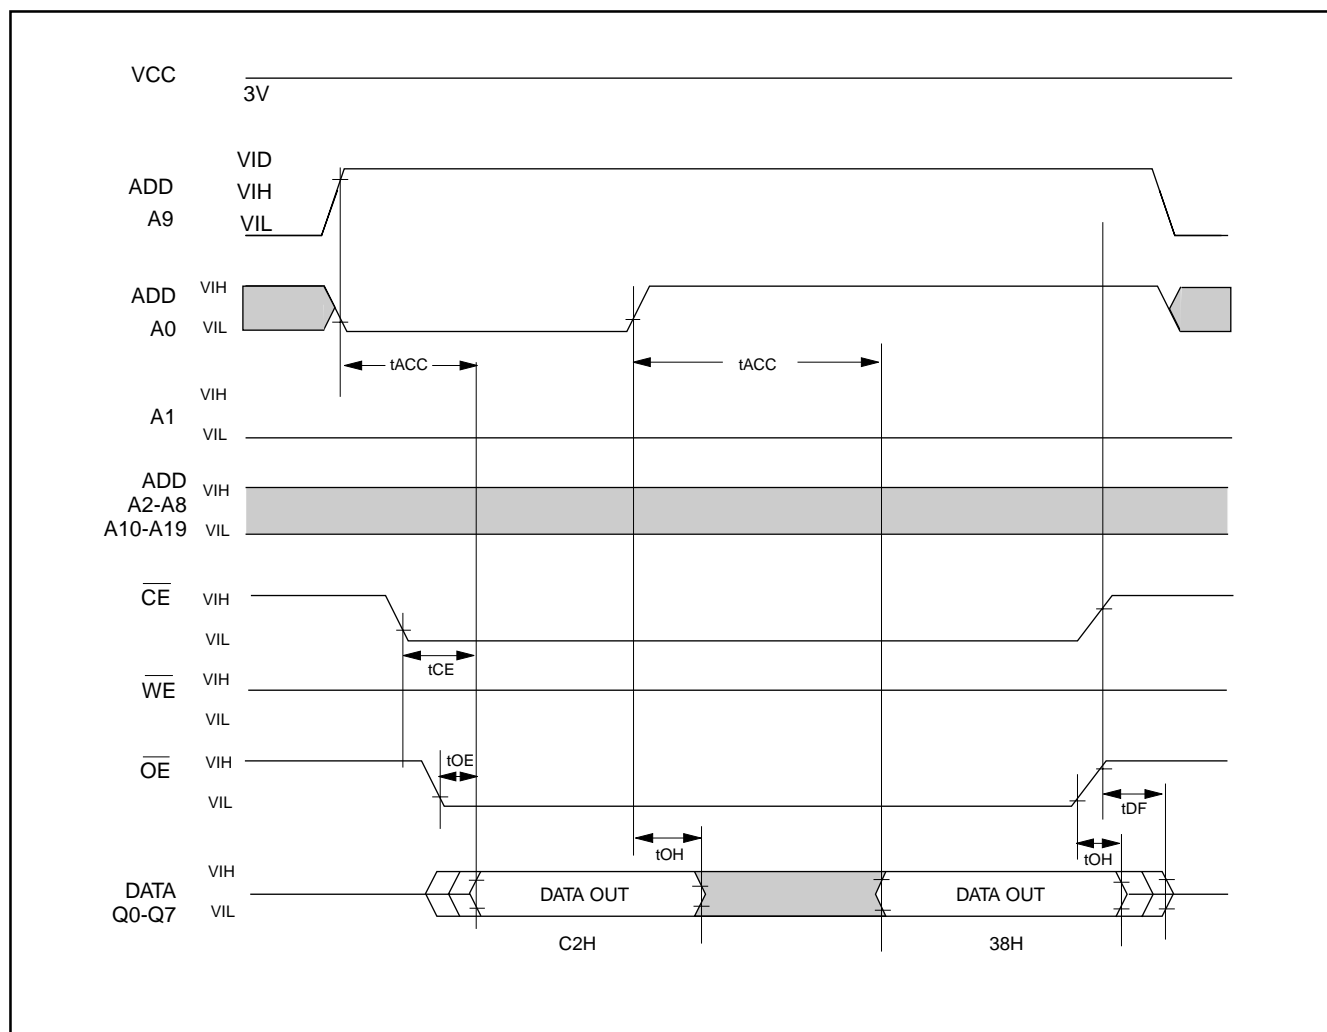 VCC
3V
VID
ADD
VIH
A9
VIL
ADD
VIH
A0
VIL
tACC
tACC
VIH
A1
VIL
ADD
VIH
A2-A8
A10-A19
VIL
CE
VIH
VIL
tCE
WE
VIH
VIL
OE
VIH
tOE
VIL
tDF
tOH
tOH
VIH
DATA
DATA OUT
DATA OUT
Q0-Q7
VIL
C2H
38H